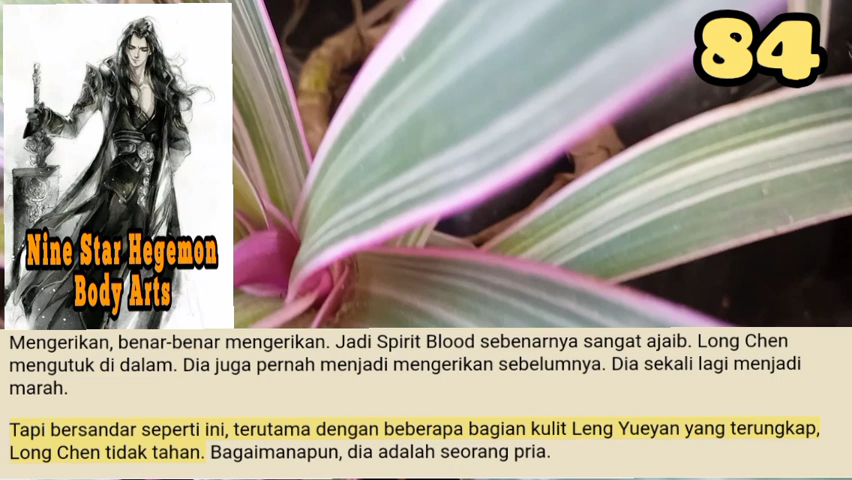 84
Nine Star Hegemon
Body Arts
Mengerikan, benar-benar mengerikan. Jadi Spirit Blood sebenarnya sangat ajaib. Long Chen
mengutuk di dalam. Dia juga pernah menjadi mengerikan sebelumnya. Dia sekali lagi menjadi
marah.
Tapi bersandar seperti ini, terutama dengan beberapa bagian kulit Leng Yueyan yang terungkap,
Long Chen tidak tahan. Bagaimanapun, dia adalah seorang pria.